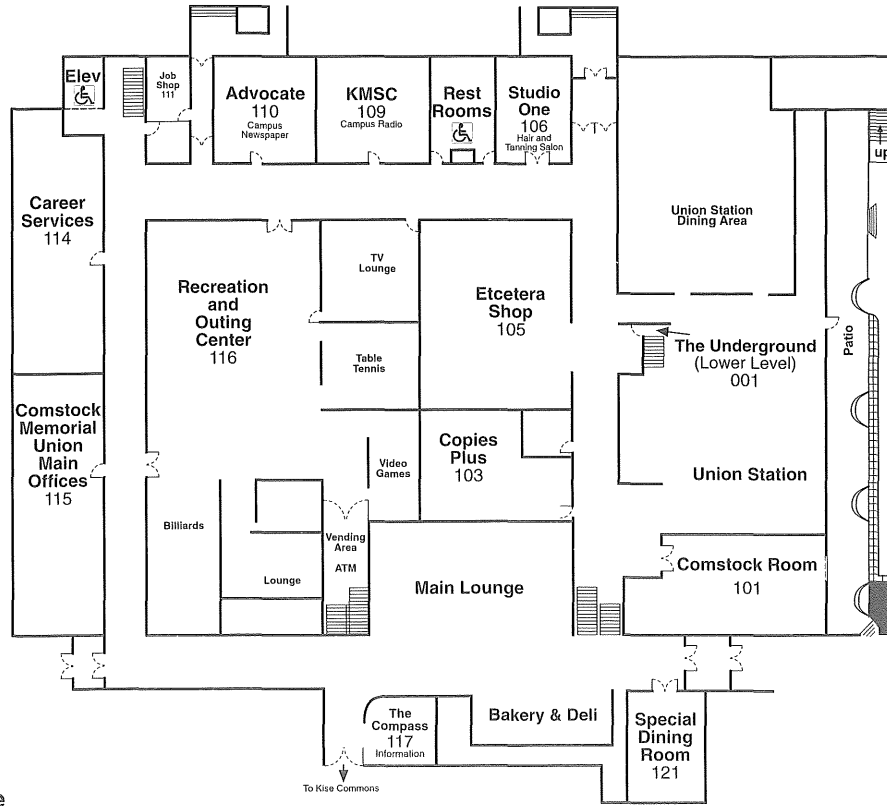 Elev
Job
Shop
111
Advocate
110
Campus
Newspaper
KMSC
109
Campus Radio
Rest
Rooms
Studio
One
106
Hair and
Tanning Salon
up
Career
Services
114
Union Station
Dining Area
TV
Lounge
Recreation
and
Outing
Center
116
Etcetera
Shop
105
The Underground
(Lower Level)
001
Patio
Table
Tennis
Comstock
Memorial
Union
Main
Offices
115
Copies
Plus
103
Video
Games
Union Station
Billiards
Vending
Area
ATM
Lounge
Main Lounge
Comstock Room
101
The
Compass
117
Information
Bakery & Deli
Special
Dining
Room
121
To Kise Commons
e